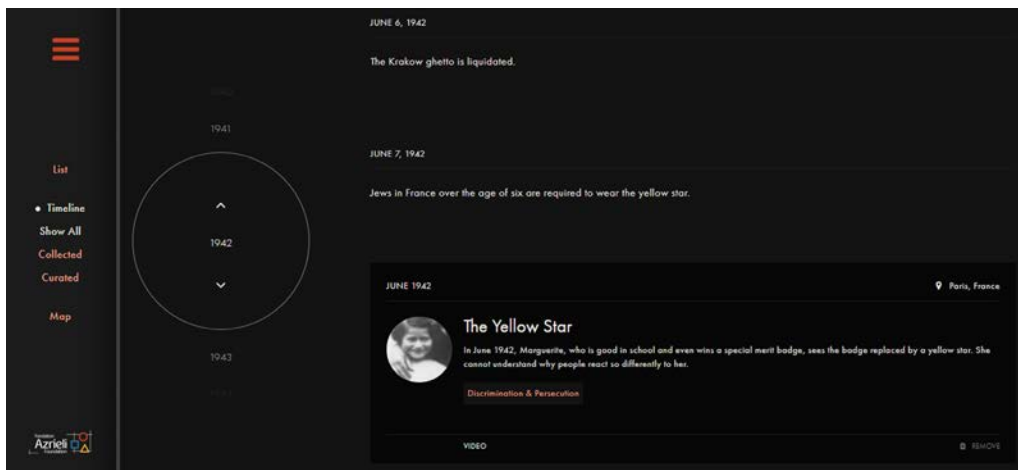 List
Timeline
Show All
Collected
Curated
Map
Fondation
Azrieli
Foundation
1941
1942
1943
JUNE 6, 1942
The Krakow ghetto is liquidated.
JUNE 7, 1942
Jews in France over the age of six are required to wear the yellow star.
JUNE 1942
Paris, France
The Yellow Star
In June 1942, Marguerite, who is good in school and even wins a special merit badge, sees the badge replaced by a yellow star. She
cannot understand why people react so differently to her.
Discrimination & Persecution
VIDEO
REMOVE